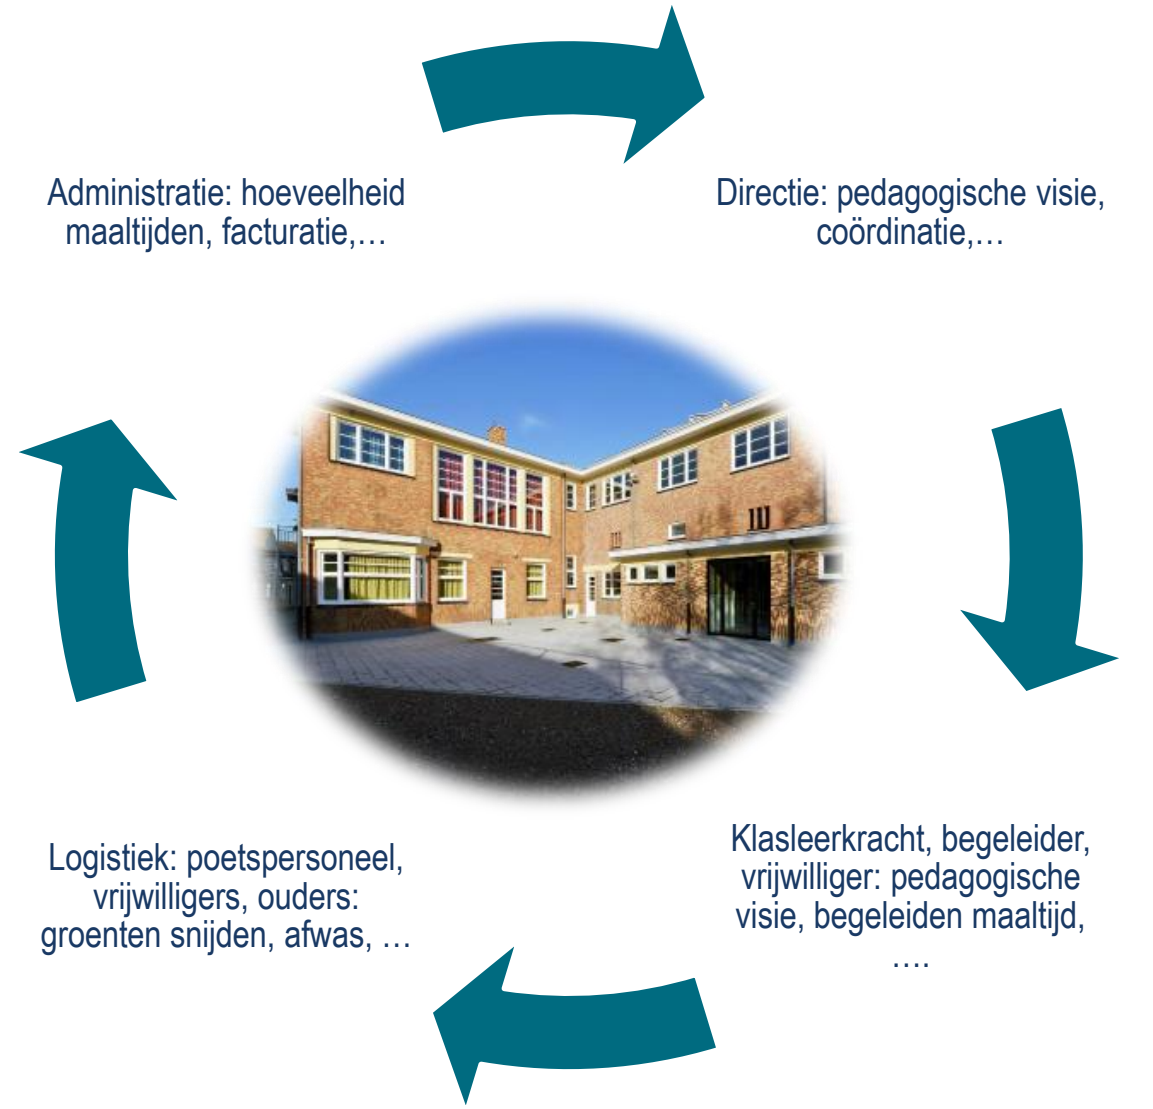 Administratie: hoeveelheid
maaltijden, facturatie,…
Directie: pedagogische visie,
coördinatie,…
Klasleerkracht, begeleider,
vrijwilliger: pedagogische
visie, begeleiden maaltijd,
….
Logistiek: poetspersoneel,
vrijwilligers, ouders:
groenten snijden, afwas, …